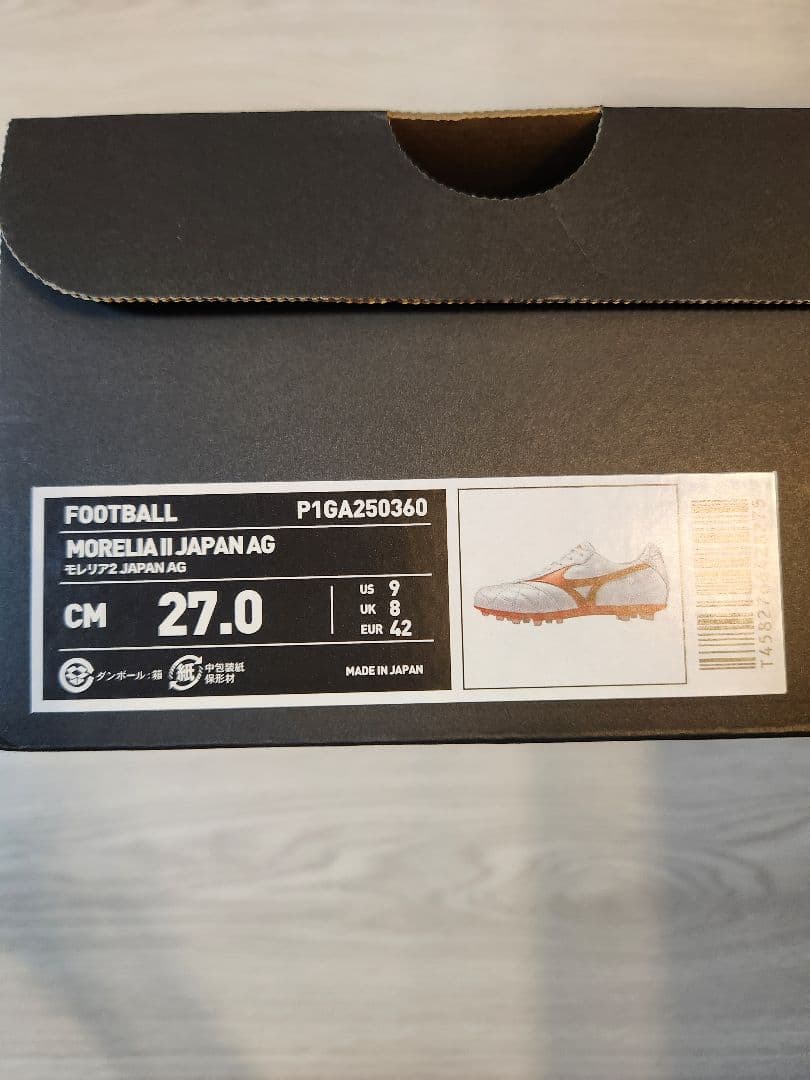 FOOTBALL P1GA250360
MORELIA II JAPAN AG
モレリア2 JAPAN AG
CM 27.0
US 9
UK 8
EUR 42
ダンボール:箱
紙
中包装紙
保形材
MADE IN JAPAN